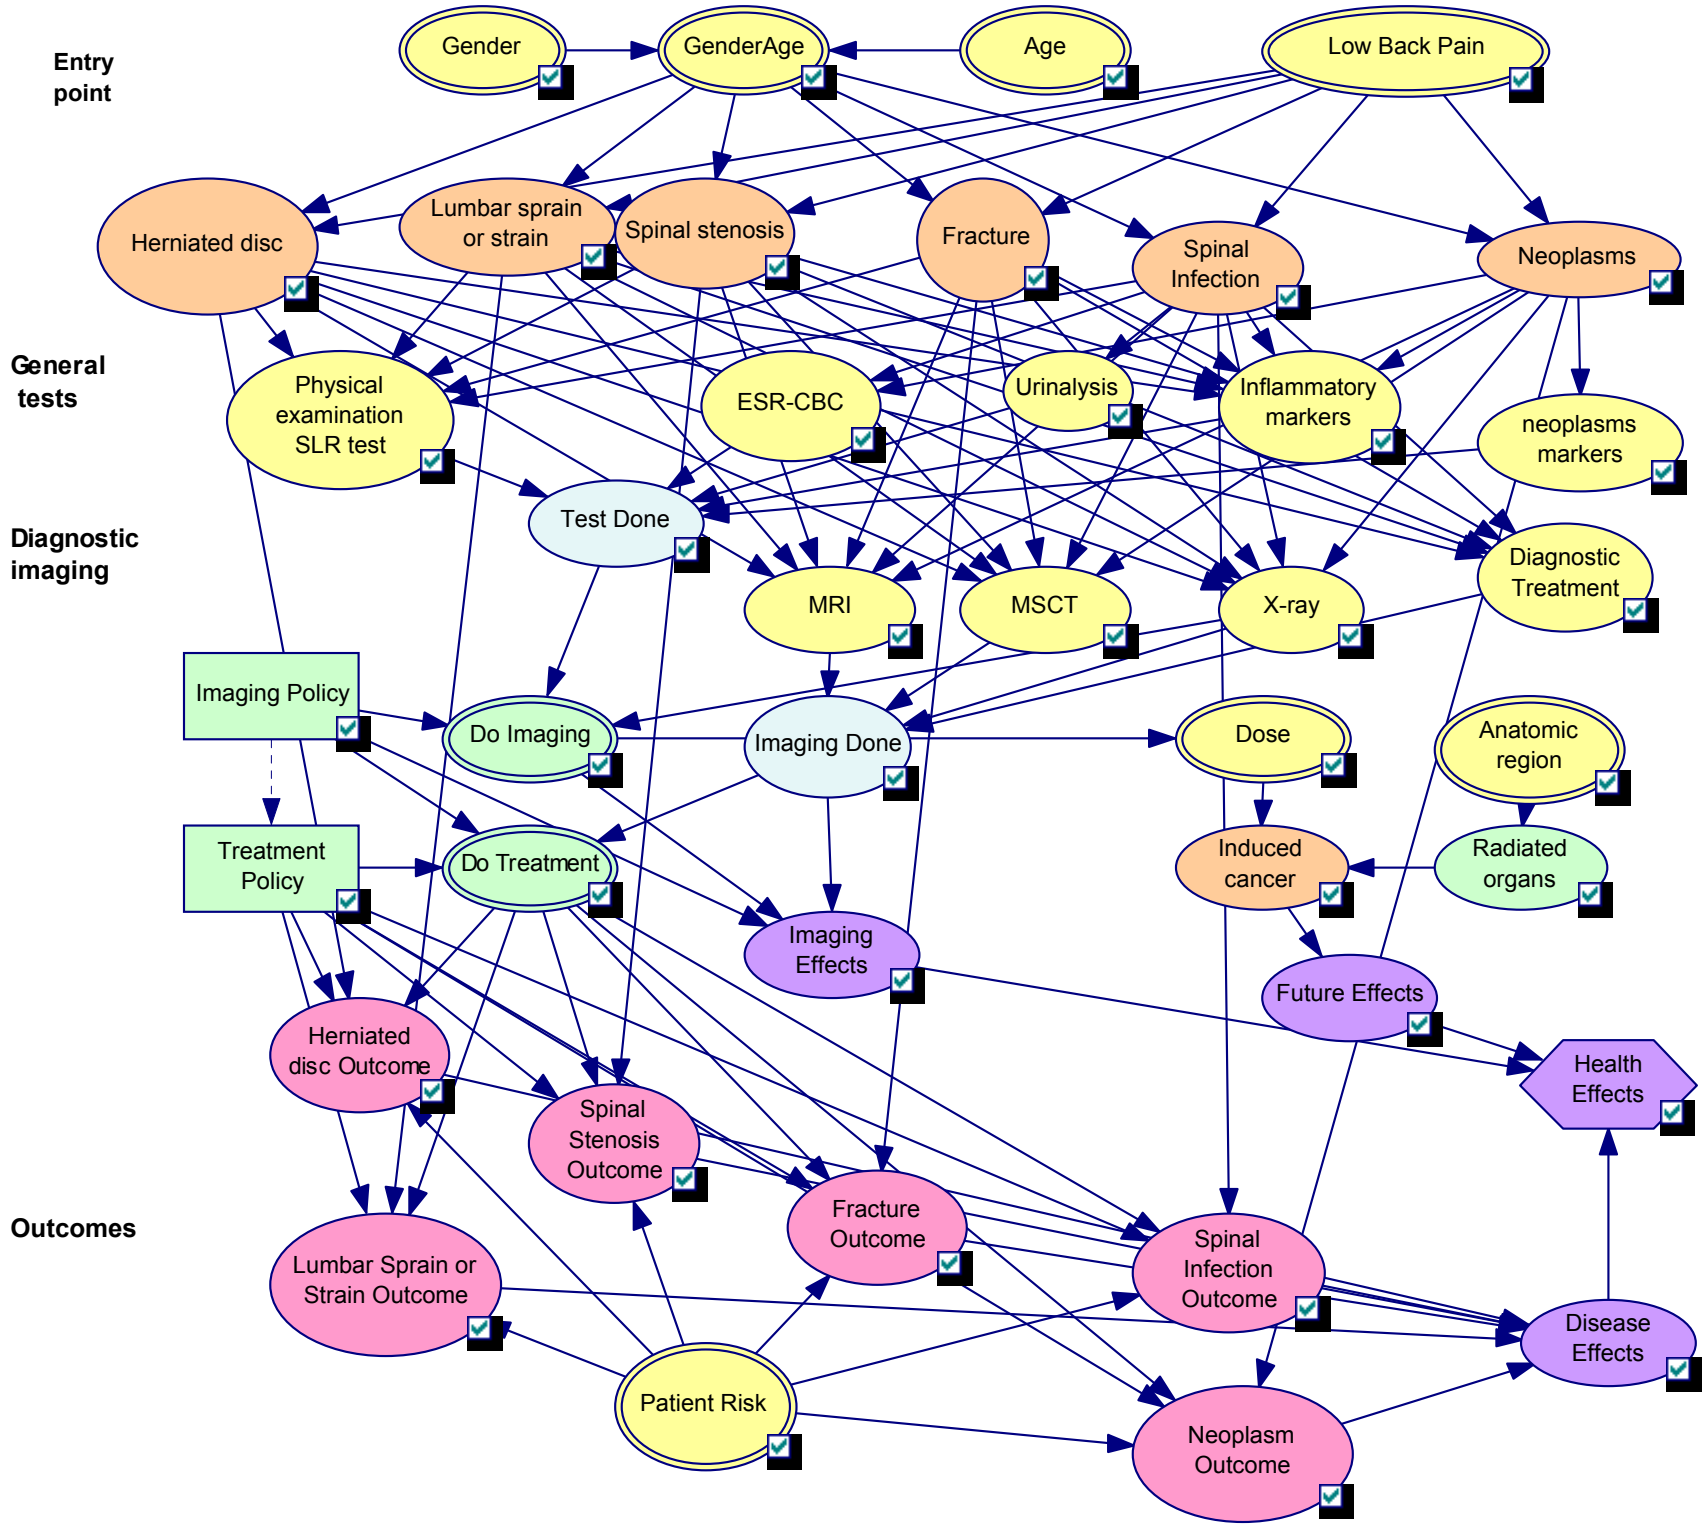 Entry
point
Gender
GenderAge
Age
Low Back Pain
Herniated disc
Lumbar sprain
or strain
Spinal stenosis
Fracture
Spinal
Infection
Neoplasms
General
tests
Physical
examination
SLR test
ESR-CBC
Urinalysis
Inflammatory
markers
neoplasms
markers
Diagnostic
imaging
Test Done
MRI
MSCT
X-ray
Diagnostic
Treatment
Imaging Policy
Do Imaging
Imaging Done
Dose
Anatomic
region
Treatment
Policy
Do Treatment
Induced
cancer
Radiated
organs
Imaging
Effects
Future Effects
Herniated
disc Outcome
Health
Effects
Spinal
Stenosis
Outcome
Outcomes
Fracture
Outcome
Lumbar Sprain or
Strain Outcome
Spinal
Infection
Outcome
Disease
Effects
Patient Risk
Neoplasm
Outcome